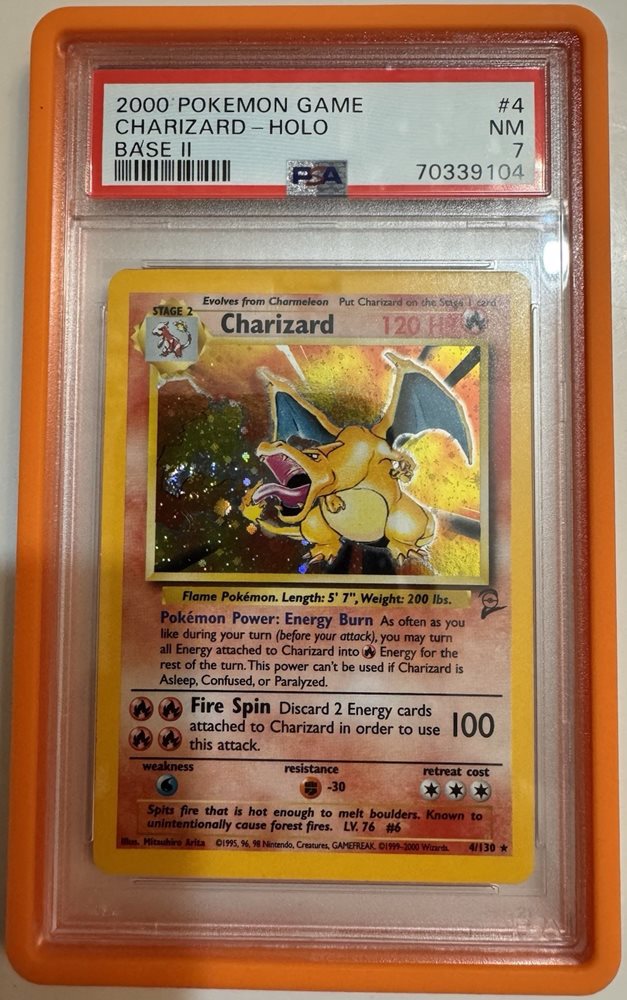 2000 POKEMON GAME #4
CHARIZARD - HOLO NM
BASE II 7
PSA 70339104
Evolves from Charmeleon Put Charizard on the Stage 1 card
STAGE 2
Charizard 120 HP
Flame Pokémon. Length: 5' 7", Weight: 200 lbs.
Pokémon Power: Energy Burn As often as you
like during your turn (before your attack), you may turn
all Energy attached to Charizard into Energy for the
rest of the turn. This power can't be used if Charizard is
Asleep, Confused, or Paralyzed.
Fire Spin Discard 2 Energy cards
attached to Charizard in order to use 100
this attack.
weakness resistance retreat cost
-30
Spits fire that is hot enough to melt boulders. Known to
unintentionally cause forest fires. LV. 76 #6
Illus. Mitsuhiro Arita ©1995, 96, 98 Nintendo, Creatures, GAMEFREAK. ©1999-2000 Wizards. 4/130 ★